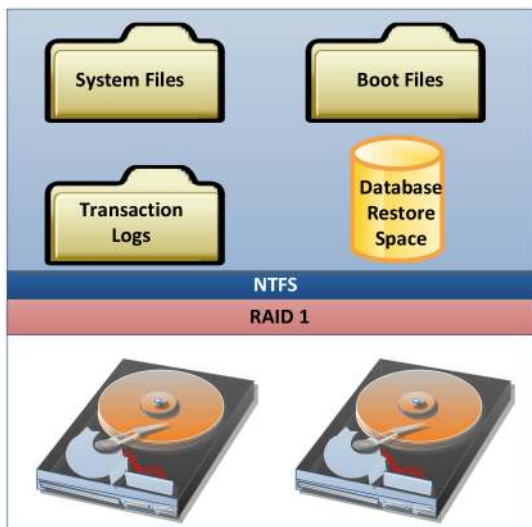 System Files
Boot Files
Transaction
Logs
Database
Restore
Space
NTFS
RAID 1